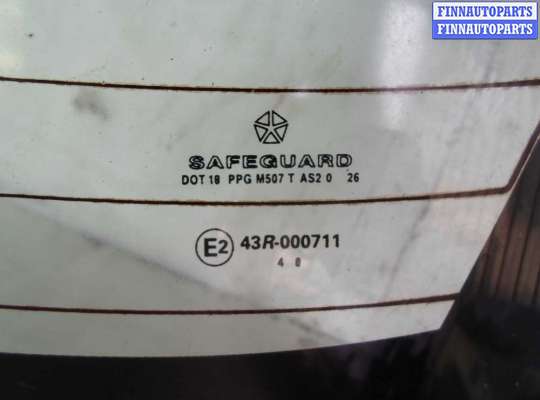 FINNAUTOPARTS
FINNAUTOPARTS
SAFEGUARD
DOT 18 PPG M507 T AS2 0 26
E2 43R-000711
4 8